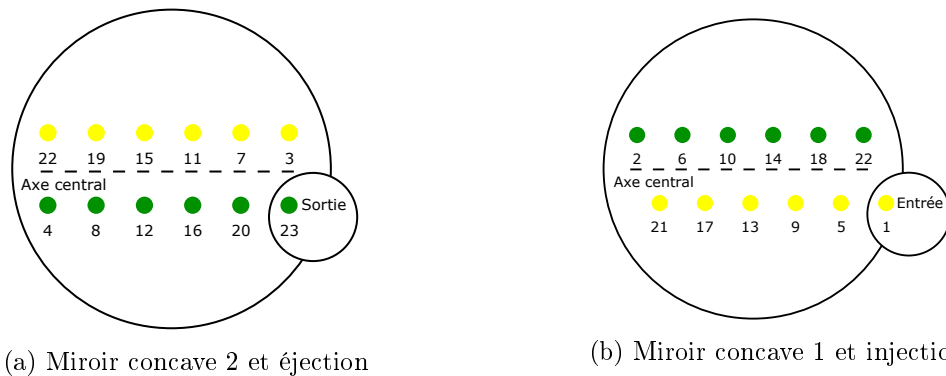 22 19 15 11 7 3
Axe central
Sortie
4 8 12 16 20 23
(a) Miroir concave 2 et éjection
2 6 10 14 18 22
Axe central
Entrée
21 17 13 9 5 1
(b) Miroir concave 1 et injectio